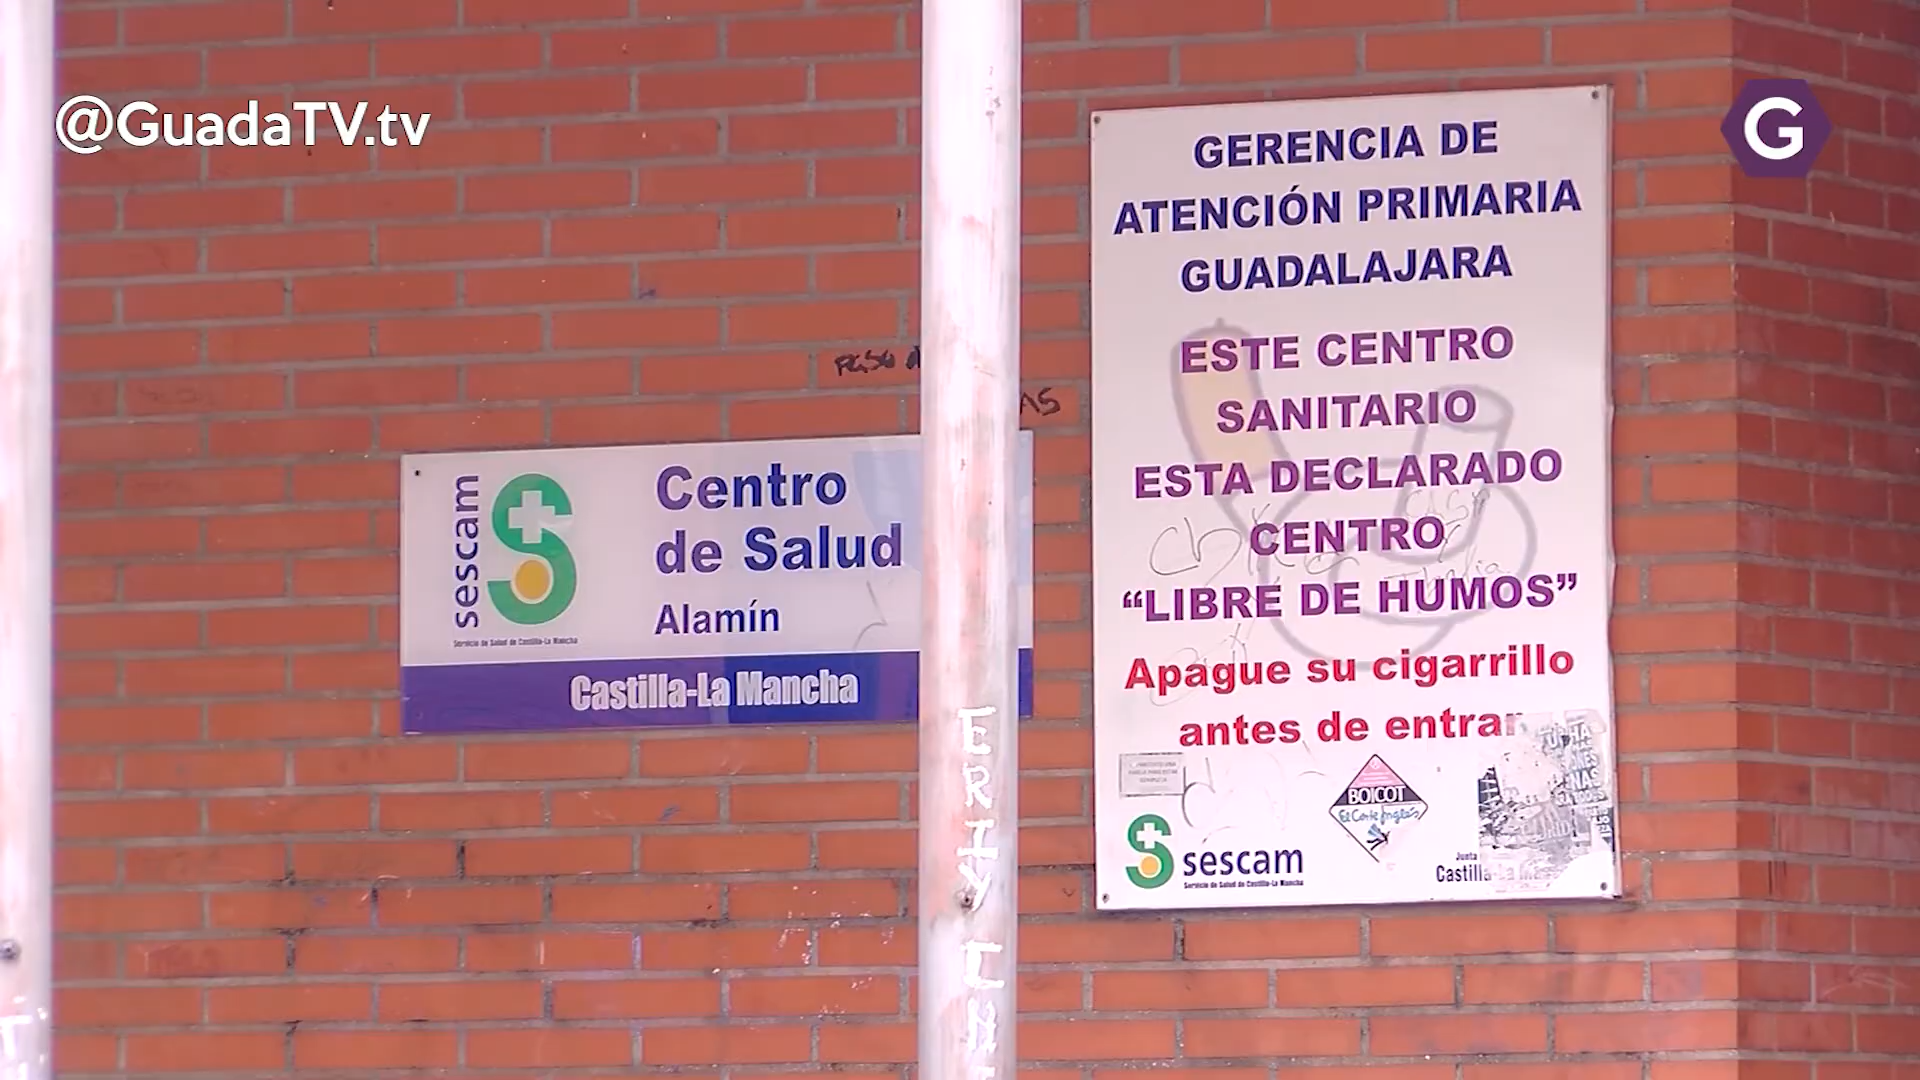 @GuadaTV.tv
G
GERENCIA DE
ATENCIÓN PRIMARIA
GUADALAJARA
ESTE CENTRO
SANITARIO
ESTA DECLARADO
CENTRO
“LIBRE DE HUMOS”
Apague su cigarrillo
antes de entrar
BOICOT
El Corte Inglés
sescam
Servicio de Salud de Castilla-La Mancha
Junta
Castilla-La
sescam
Servicio de Salud de Castilla-La Mancha
Centro
de Salud
Alamín
Castilla-La Mancha